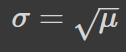 σ = √μ